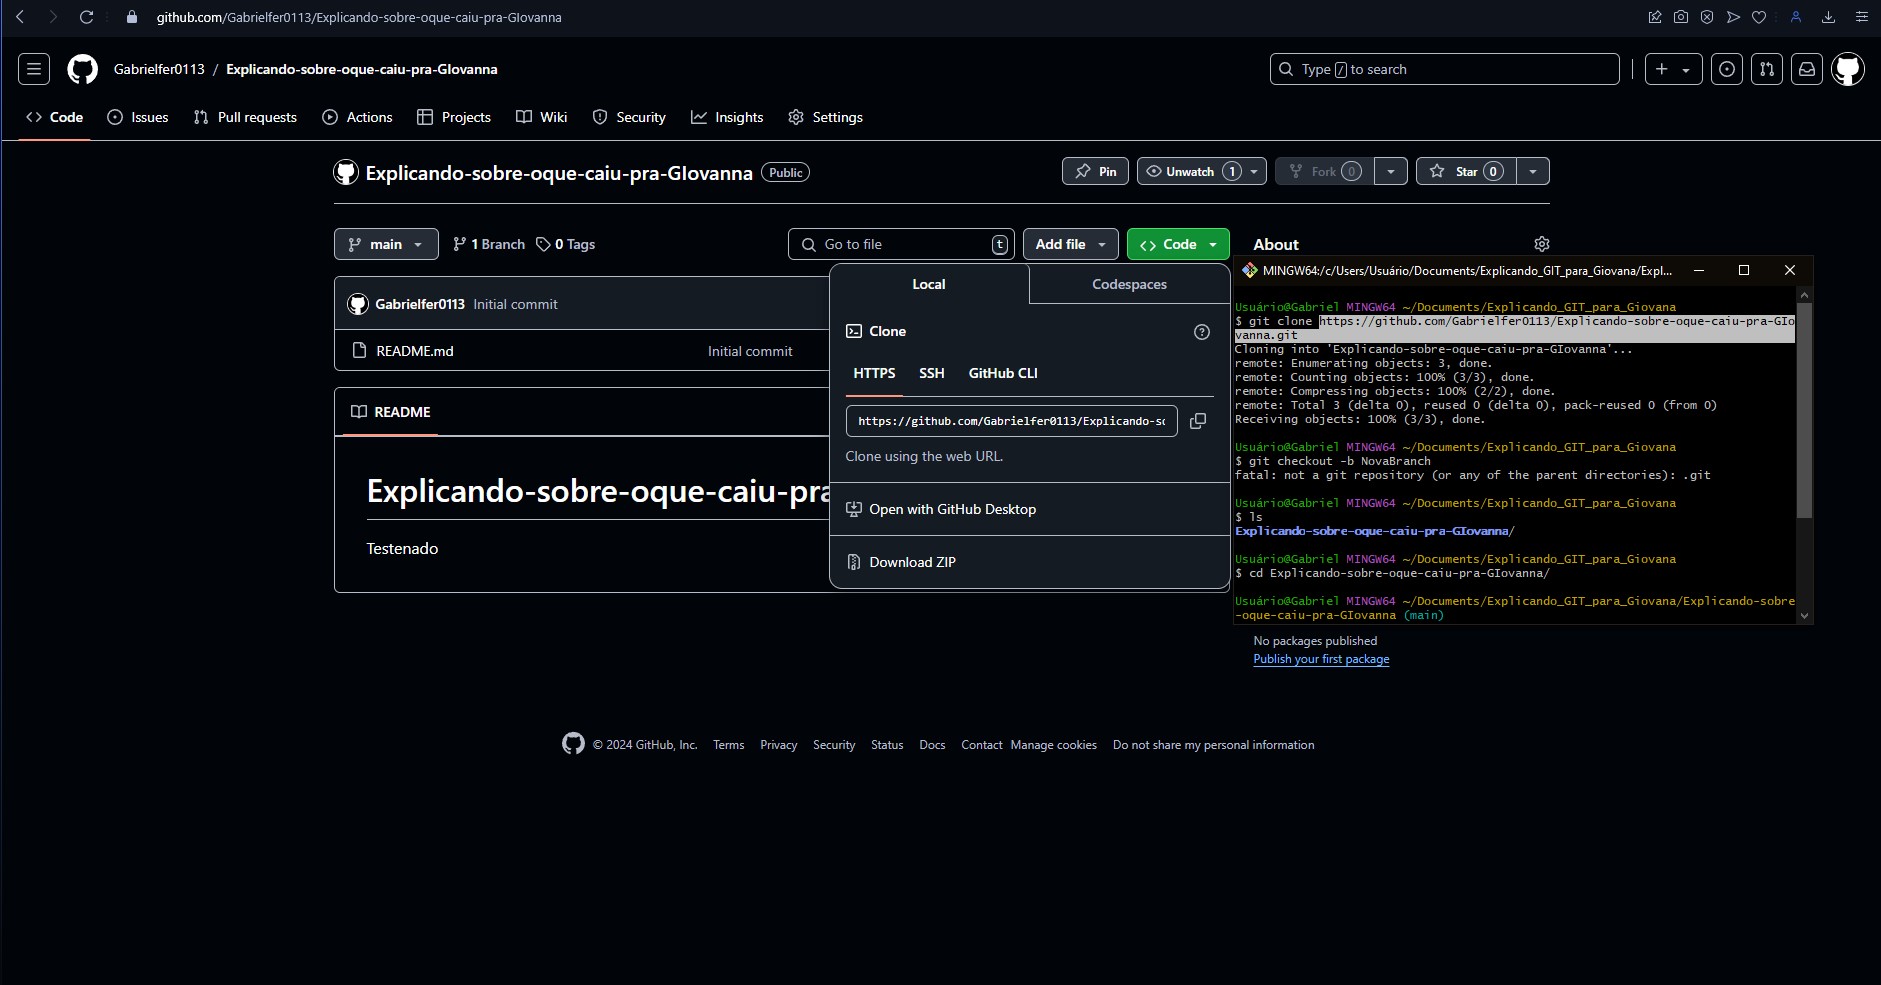 github.com/Gabrielfer0113/Explicando-sobre-oque-caiu-pra-GIovanna
Gabrielfer0113 / Explicando-sobre-oque-caiu-pra-GIovanna
Type / to search
Code Issues Pull requests Actions Projects Wiki Security Insights Settings
Explicando-sobre-oque-caiu-pra-GIovanna Public
Pin Unwatch 1 Fork 0 Star 0
main 1 Branch 0 Tags Go to file t Add file Code
About
Gabrielfer0113 Initial commit
README.md Initial commit
README
Explicando-sobre-oque-caiu-pra
Testenado
Local Codespaces
Clone
HTTPS SSH GitHub CLI
https://github.com/Gabrielfer0113/Explicando-so
Clone using the web URL.
Open with GitHub Desktop
Download ZIP
MINGW64:/c/Users/Usuário/Documents/Explicando_GIT_para_Giovana/Expl...
Usuário@Gabriel MINGW64 ~/Documents/Explicando_GIT_para_Giovana
$ git clone https://github.com/Gabrielfer0113/Explicando-sobre-oque-caiu-pra-GIo
vanna.git
Cloning into 'Explicando-sobre-oque-caiu-pra-GIovanna'...
remote: Enumerating objects: 3, done.
remote: Counting objects: 100% (3/3), done.
remote: Compressing objects: 100% (2/2), done.
remote: Total 3 (delta 0), reused 0 (delta 0), pack-reused 0 (from 0)
Receiving objects: 100% (3/3), done.
Usuário@Gabriel MINGW64 ~/Documents/Explicando_GIT_para_Giovana
$ git checkout -b NovaBranch
fatal: not a git repository (or any of the parent directories): .git
Usuário@Gabriel MINGW64 ~/Documents/Explicando_GIT_para_Giovana
$ ls
Explicando-sobre-oque-caiu-pra-GIovanna/
Usuário@Gabriel MINGW64 ~/Documents/Explicando_GIT_para_Giovana
$ cd Explicando-sobre-oque-caiu-pra-GIovanna/
Usuário@Gabriel MINGW64 ~/Documents/Explicando_GIT_para_Giovana/Explicando-sobre
-oque-caiu-pra-GIovanna (main)
No packages published
Publish your first package
© 2024 GitHub, Inc. Terms Privacy Security Status Docs Contact Manage cookies Do not share my personal information